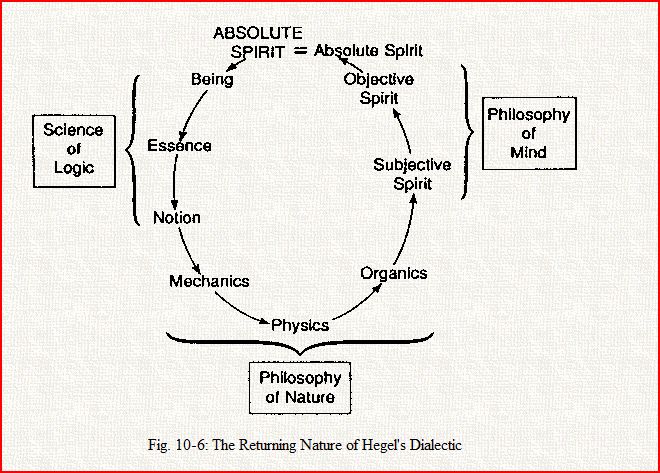 ABSOLUTE
SPIRIT = Absolute Spirit
Being
Essence
Notion
Mechanics
Physics
Organics
Subjective
Spirit
Objective
Spirit
Science
of
Logic
Philosophy
of Nature
Philosophy
of
Mind
Fig. 10-6: The Returning Nature of Hegel's Dialectic